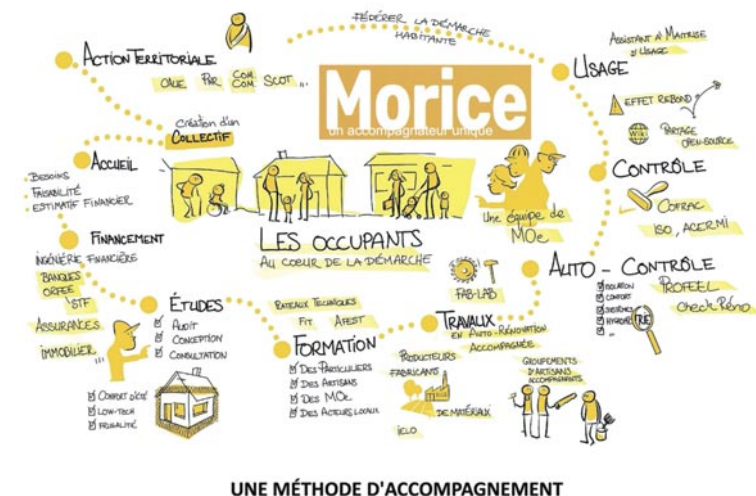 FÉDÉRER LA DÉMARCHE
HABITANTE
ACTION TERRITORIALE
CAUE PNR COM COM SCOT ...
Création d'un
COLLECTIF
Morice
un accompagnateur unique
ASSISTANT A MAITRISE
D'USAGE
USAGE
EFFET REBOND
Wiki PARTAGE
OPEN-SOURCE
ACCUEIL
BESOINS
FAISABILITÉ
ESTIMATIF FINANCIER
CONTRÔLE
COFRAC
ISO, ACERMI
Une équipe de
MOe
LES OCCUPANTS
AU COEUR DE LA DÉMARCHE
FINANCEMENT
INGÉNIERIE FINANCIÈRE
BANQUES
ORFEE
STF
ASSURANCES
IMMOBILIER
FAB-LAB
AUTO-CONTRÔLE
ISOLATION
CONFORT
SYSTÈMES
PROFEEL
Check Réno
ÉTUDES
AUDIT
CONCEPTION
CONSULTATION
CONFORT D'ÉTÉ
LOW-TECH
FRUGALITÉ
PLATEAUX TECHNIQUES
FIT AFEST
FORMATION
DES PARTICULIERS
DES ARTISANS
DES MOe
DES ACTEURS LOCAUX
TRAVAUX
EN AUTO-RÉNOVATION
ACCOMPAGNÉE
PRODUCTEURS
FABRICANTS
DE MATÉRIAUX
GROUPEMENTS
D'ARTISANS
ACCOMPAGNANTS
UNE MÉTHODE D'ACCOMPAGNEMENT